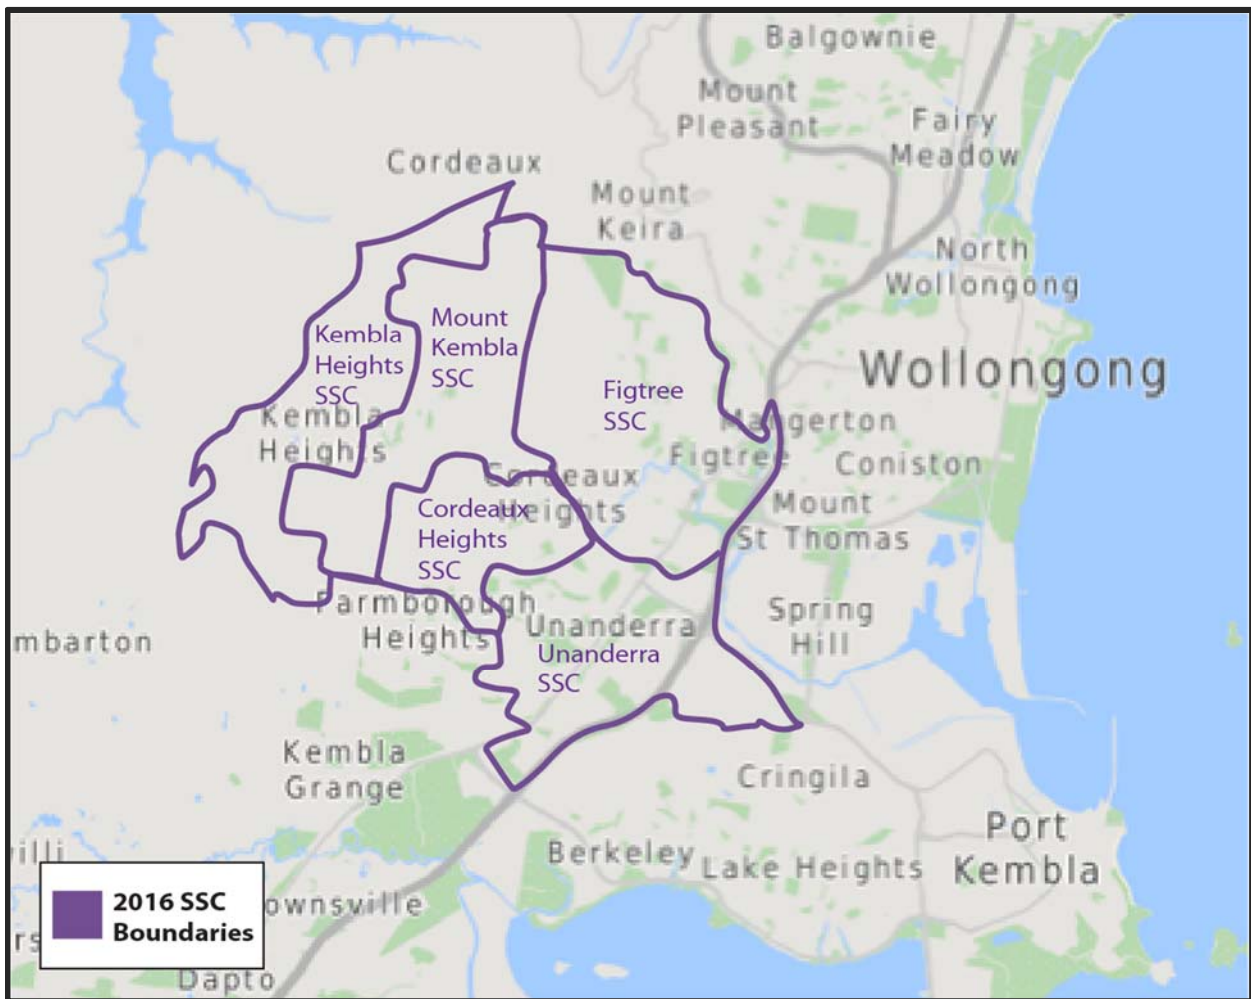 Balgownie
Mount
Pleasant
Fairy
Meadow
Cordeaux
Mount
Keira
North
Wollongong
Kembla
Heights
SSC
Mount
Kembla
SSC
Wollongong
Figtree
SSC
Kembla
Heights
Mangerton
Figtree
Coniston
Cordeaux
Heights
Mount
St Thomas
Cordeaux
Heights
SSC
Farmborough
Heights
Unanderra
Unanderra
SSC
Spring
Hill
mbarton
Kembla
Grange
Cringila
Port
Kembla
Berkeley
Lake Heights
illi
2016 SSC
Boundaries
ownsville
rs
Dapto